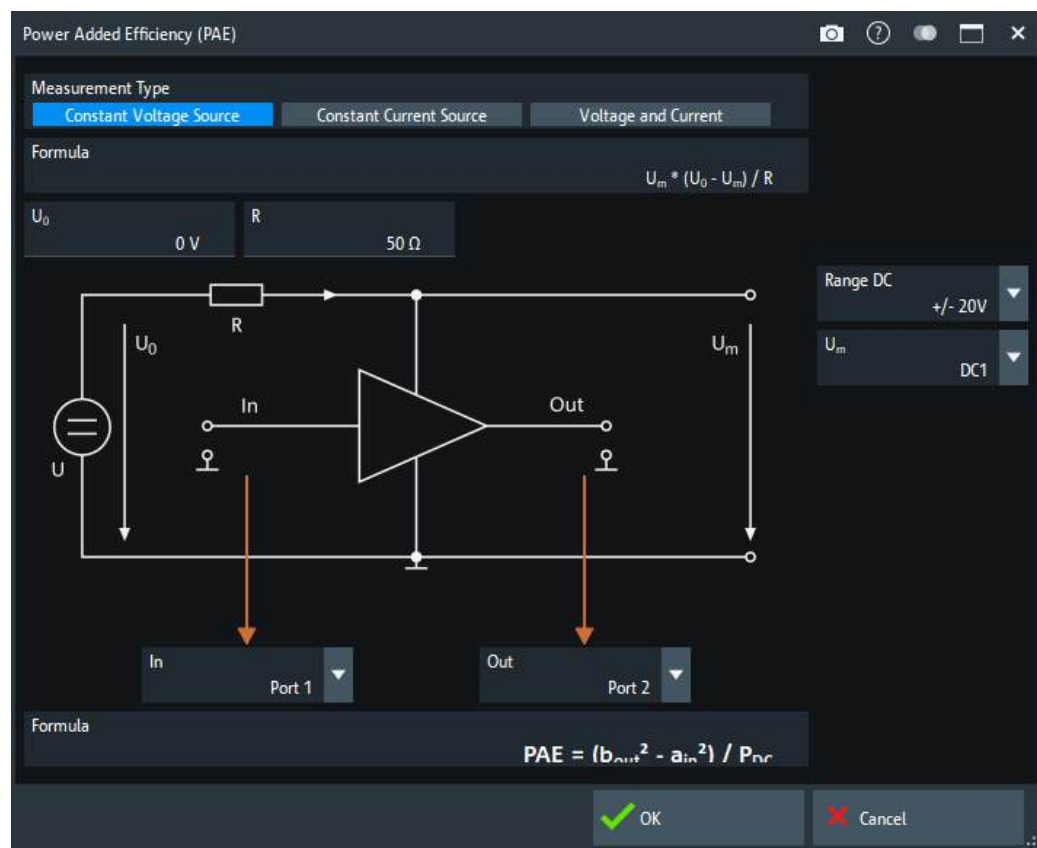 Power Added Efficiency (PAE)
Measurement Type
Constant Voltage Source Constant Current Source Voltage and Current
Formula
Uₘ * (U₀ - Uₘ) / R
U₀ R
0 V 50 Ω
Range DC
+/- 20V
Uₘ
DC1
R
U₀
Uₘ
In
Out
U
In
Port 1
Out
Port 2
Formula
PAE = (bₒᵤₜ² - aᵢₙ²) / P_DC
OK
Cancel